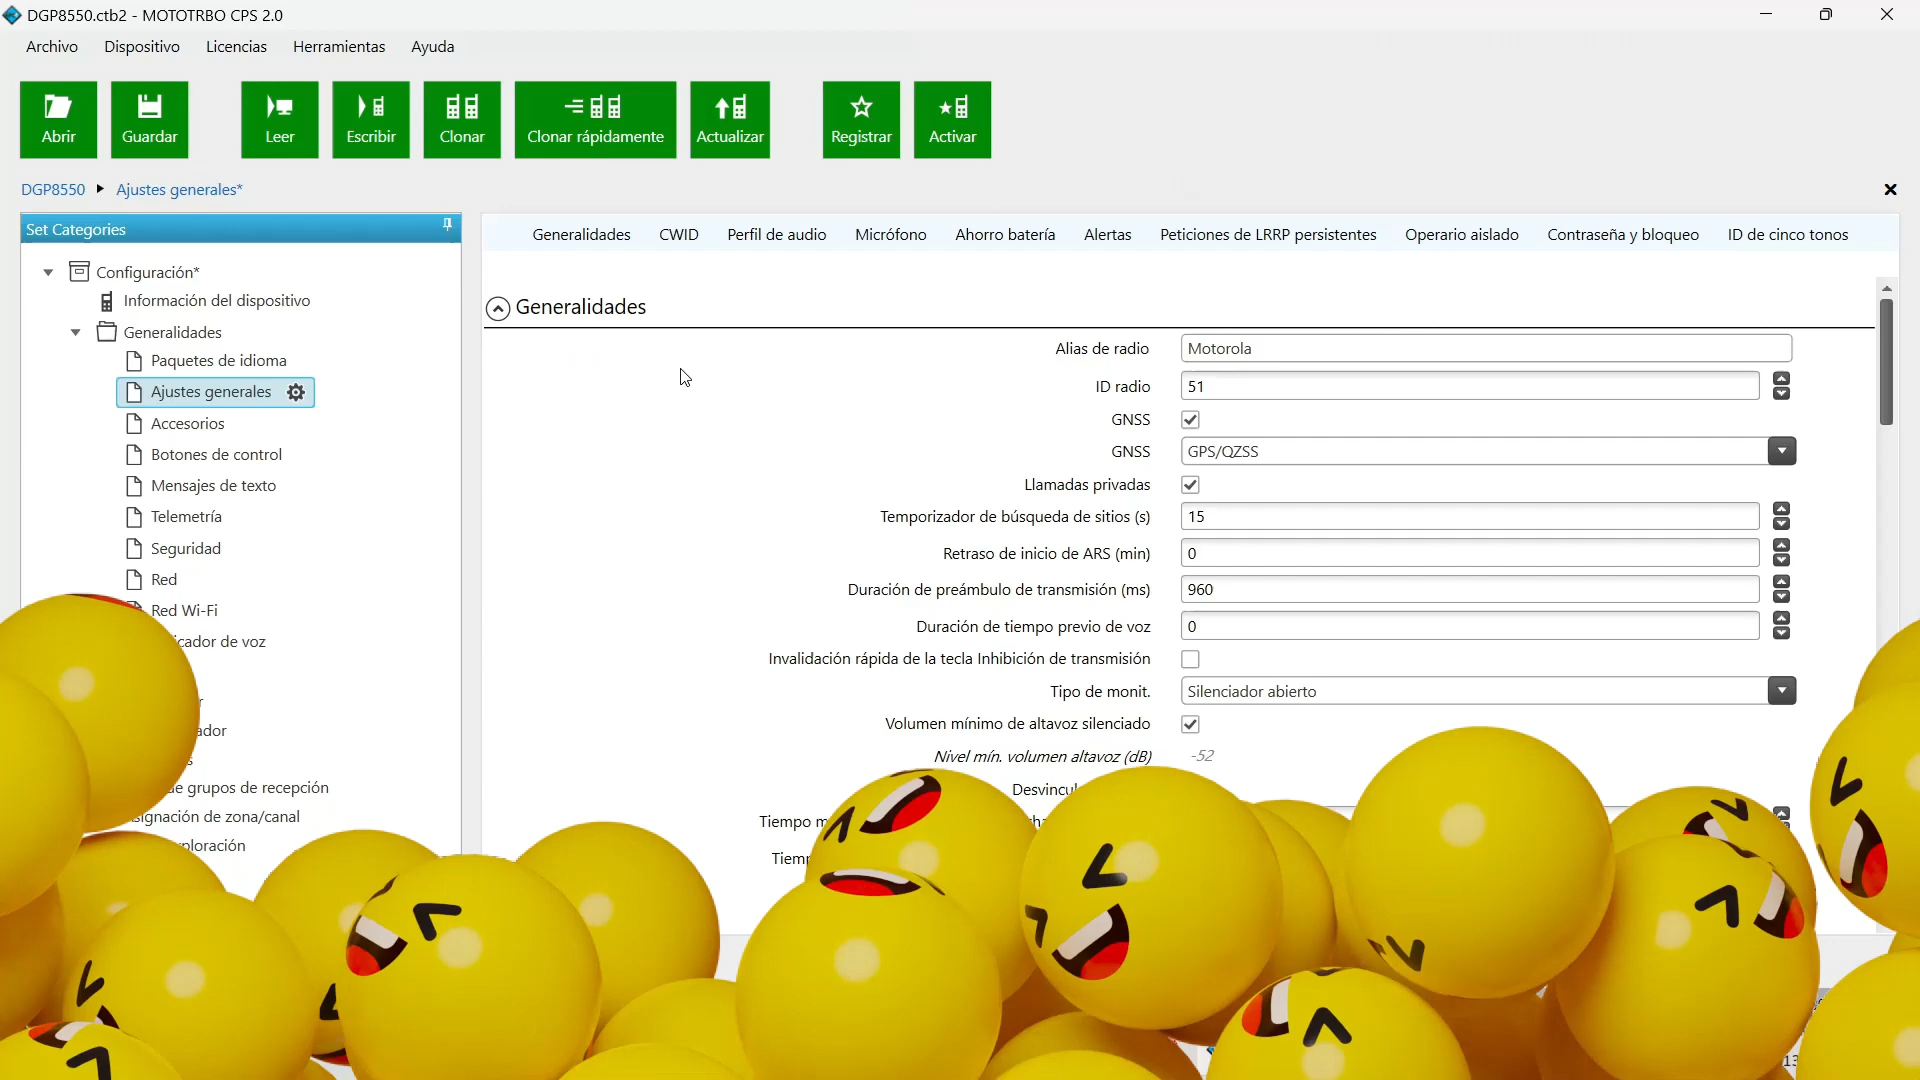 DGP8550.ctb2 - MOTOTRBO CPS 2.0
Archivo Dispositivo Licencias Herramientas Ayuda
Abrir Guardar Leer Escribir Clonar Clonar rápidamente Actualizar Registrar Activar
DGP8550 Ajustes generales*
Set Categories
Configuración*
Información del dispositivo
Generalidades
Paquetes de idioma
Ajustes generales
Accesorios
Botones de control
Mensajes de texto
Telemetría
Seguridad
Red
Red Wi-Fi
de voz
de grupos de recepción
de zona/canal
Generalidades CWID Perfil de audio Micrófono Ahorro batería Alertas Peticiones de LRRP persistentes Operario aislado Contraseña y bloqueo ID de cinco tonos
Generalidades
Alias de radio Motorola
ID radio 51
GNSS
GNSS GPS/QZSS
Llamadas privadas
Temporizador de búsqueda de sitios (s) 15
Retraso de inicio de ARS (min) 0
Duración de preámbulo de transmisión (ms) 960
Duración de tiempo previo de voz 0
Invalidación rápida de la tecla Inhibición de transmisión
Tipo de monit. Silenciador abierto
Volumen mínimo de altavoz silenciado
Nivel mín. volumen altavoz (dB) -52
Tiempo